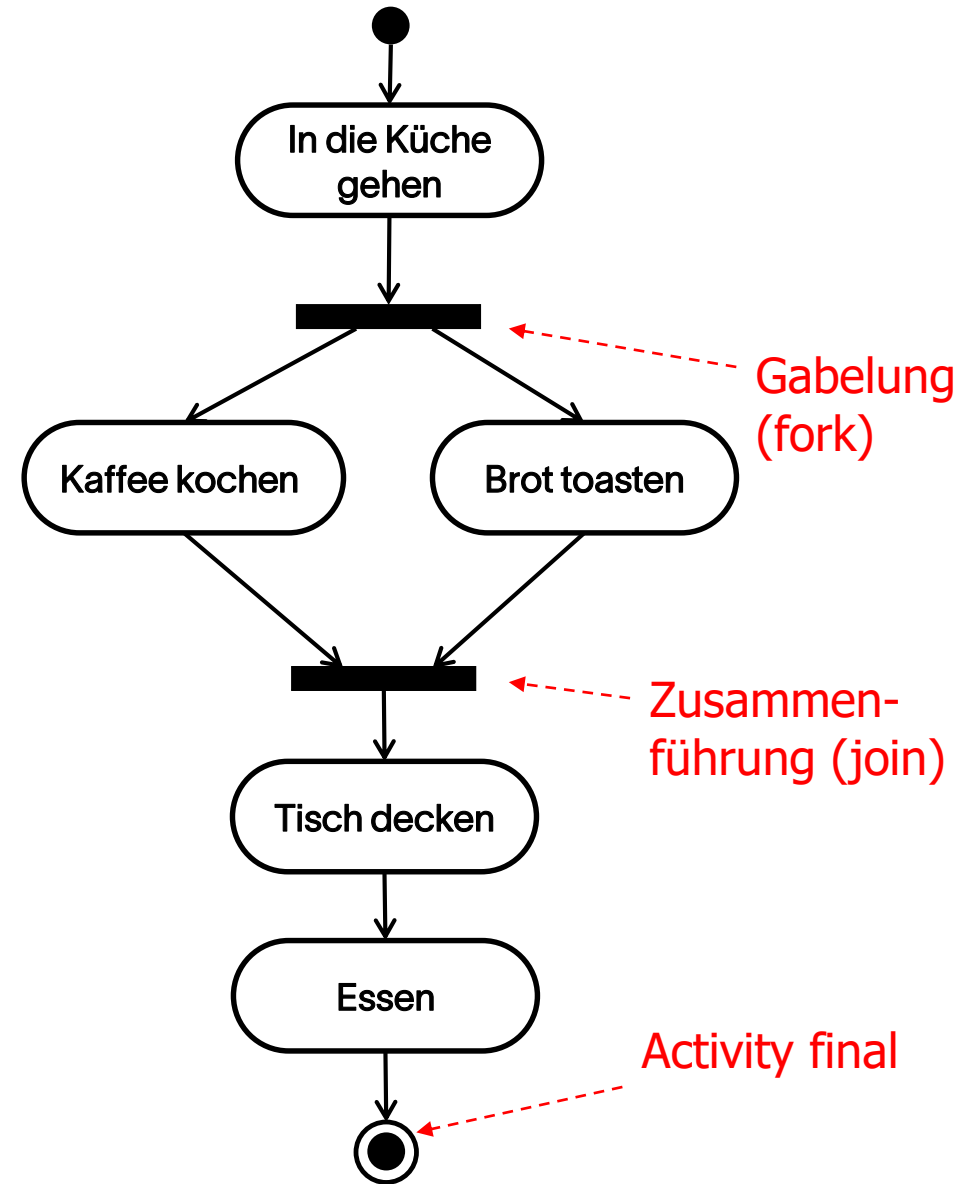 In die Küche
gehen
Gabelung
(fork)
Kaffee kochen
Brot toasten
Zusammen-
führung (join)
Tisch decken
Essen
Activity final